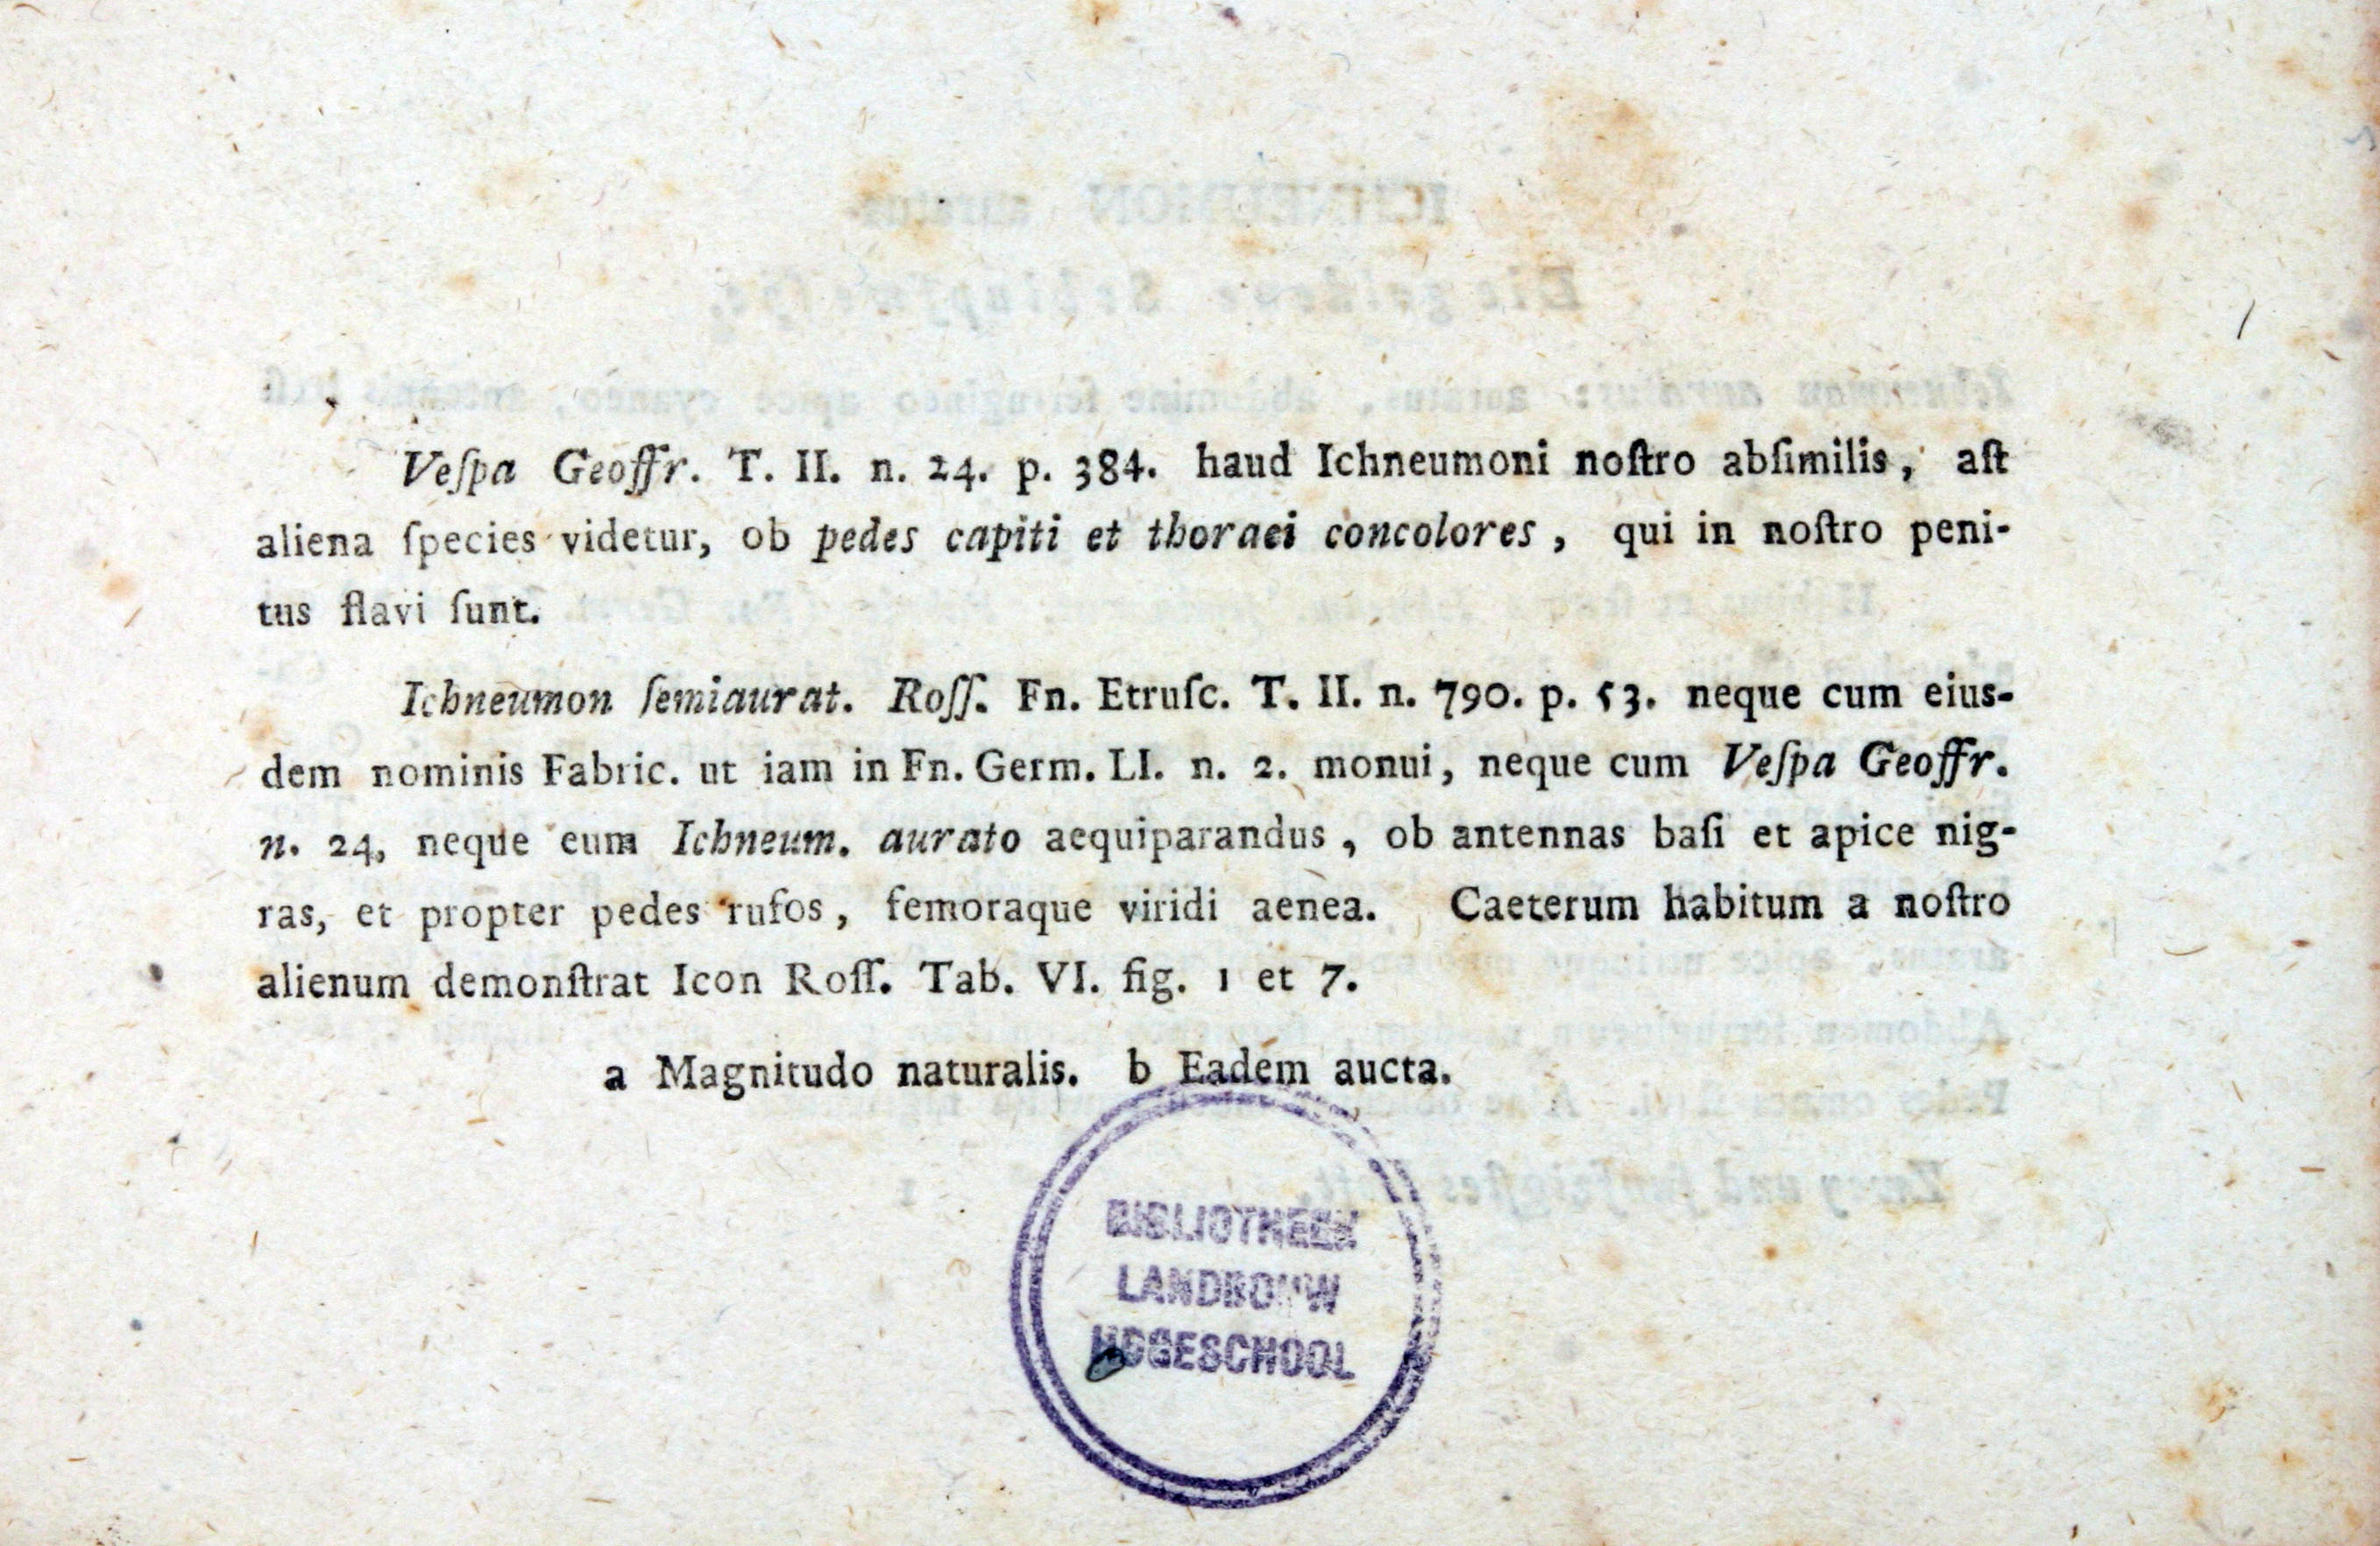 Veſpa Geoffr. T. II. n. 24. p. 384. haud Ichneumoni noſtro abſimilis, aſt
aliena ſpecies videtur, ob pedes capiti et thoraci concolores, qui in noſtro peni-
tus flavi ſunt.
Ichneumon ſemiaurat. Roſſ. Fn. Etruſc. T. II. n. 790. p. 53. neque cum eius-
dem nominis Fabric. ut iam in Fn. Germ. LI. n. 2. monui, neque cum Veſpa Geoffr.
n. 24, neque cum Ichneum. aurato aequiparandus, ob antennas baſi et apice nig-
ras, et propter pedes rufos, femoraque viridi aenea. Caeterum habitum a noſtro
alienum demonſtrat Icon Roſſ. Tab. VI. fig. 1 et 7.
a Magnitudo naturalis. b Eadem aucta.
BIBLIOTHEEK
LANDBOUW
HOGESCHOOL